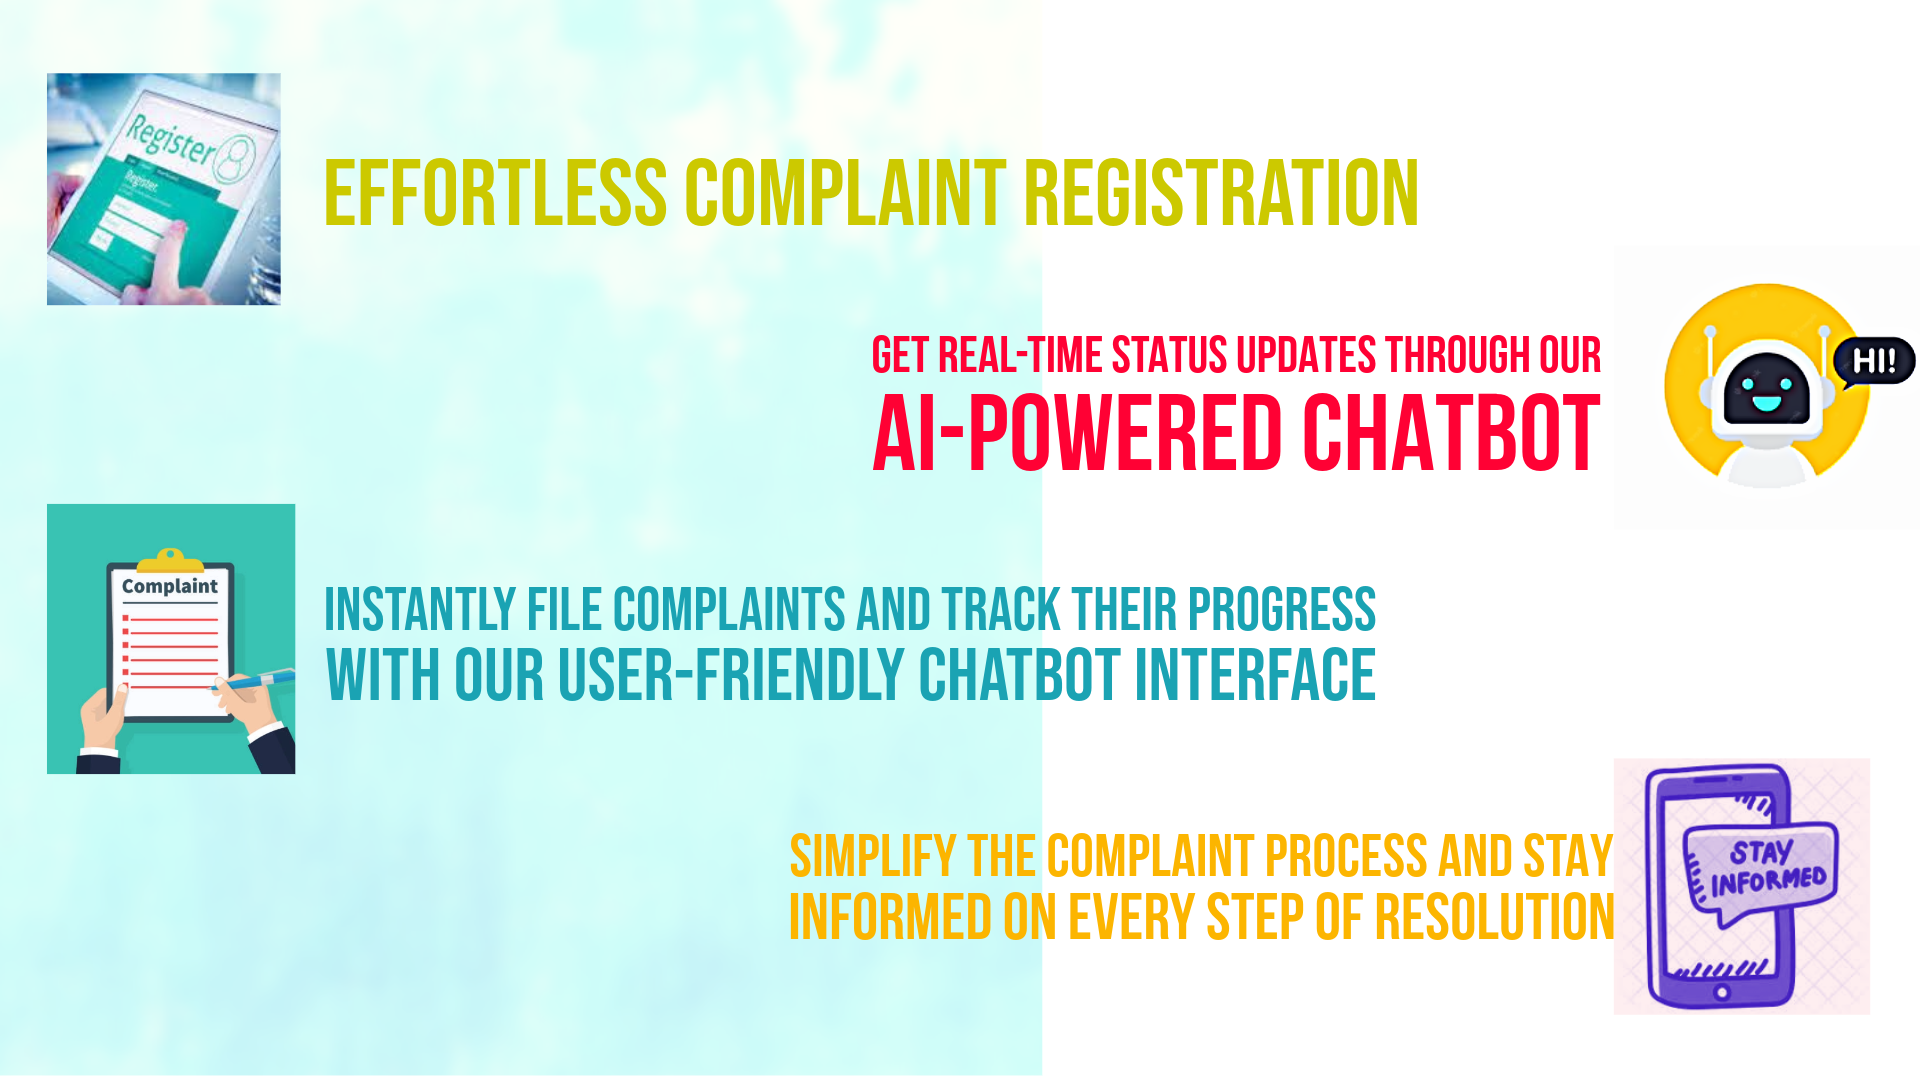 Register
Register
EFFORTLESS COMPLAINT REGISTRATION
GET REAL-TIME STATUS UPDATES THROUGH OUR
AI-POWERED CHATBOT
HI!
Complaint
INSTANTLY FILE COMPLAINTS AND TRACK THEIR PROGRESS
WITH OUR USER-FRIENDLY CHATBOT INTERFACE
SIMPLIFY THE COMPLAINT PROCESS AND STAY
INFORMED ON EVERY STEP OF RESOLUTION
STAY
INFORMED